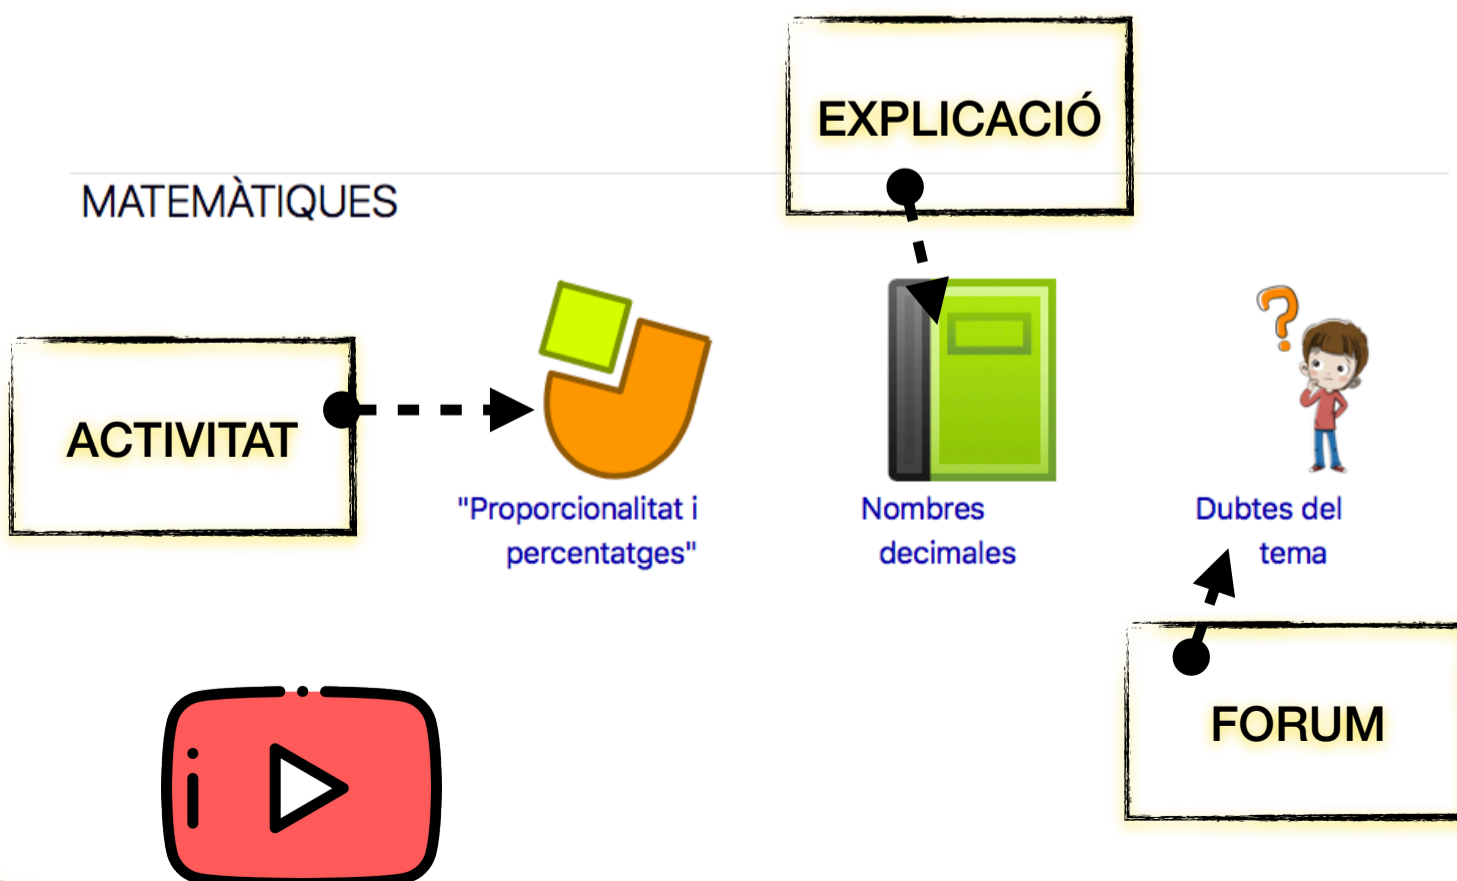 EXPLICACIÓ
MATEMÀTIQUES
ACTIVITAT
"Proporcionalitat i
percentatges"
Nombres
decimales
Dubtes del
tema
FORUM